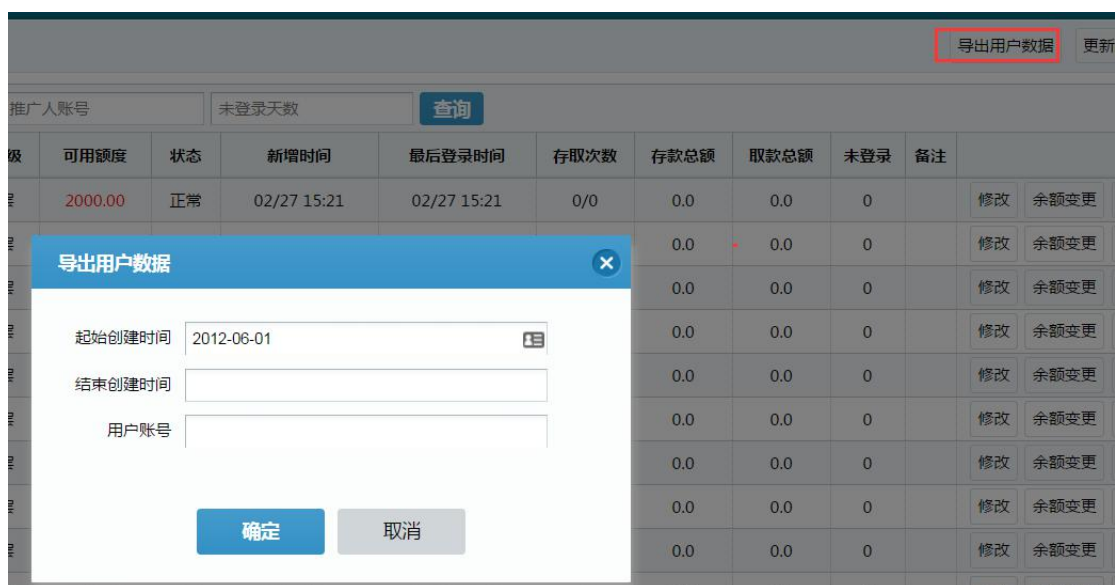 导出用户数据 更新
推广人账号 未登录天数 查询
级 可用额度 状态 新增时间 最后登录时间 存取次数 存款总额 取款总额 未登录 备注
层 2000.00 正常 02/27 15:21 02/27 15:21 0/0 0.0 0.0 0 修改 余额变更
0.0 0.0 0 修改 余额变更
导出用户数据
0.0 0.0 0 修改 余额变更
起始创建时间 2012-06-01
0.0 0.0 0 修改 余额变更
结束创建时间
0.0 0.0 0 修改 余额变更
用户账号
0.0 0.0 0 修改 余额变更
0.0 0.0 0 修改 余额变更
确定 取消
0.0 0.0 0 修改 余额变更
0.0 0.0 0 修改 余额变更